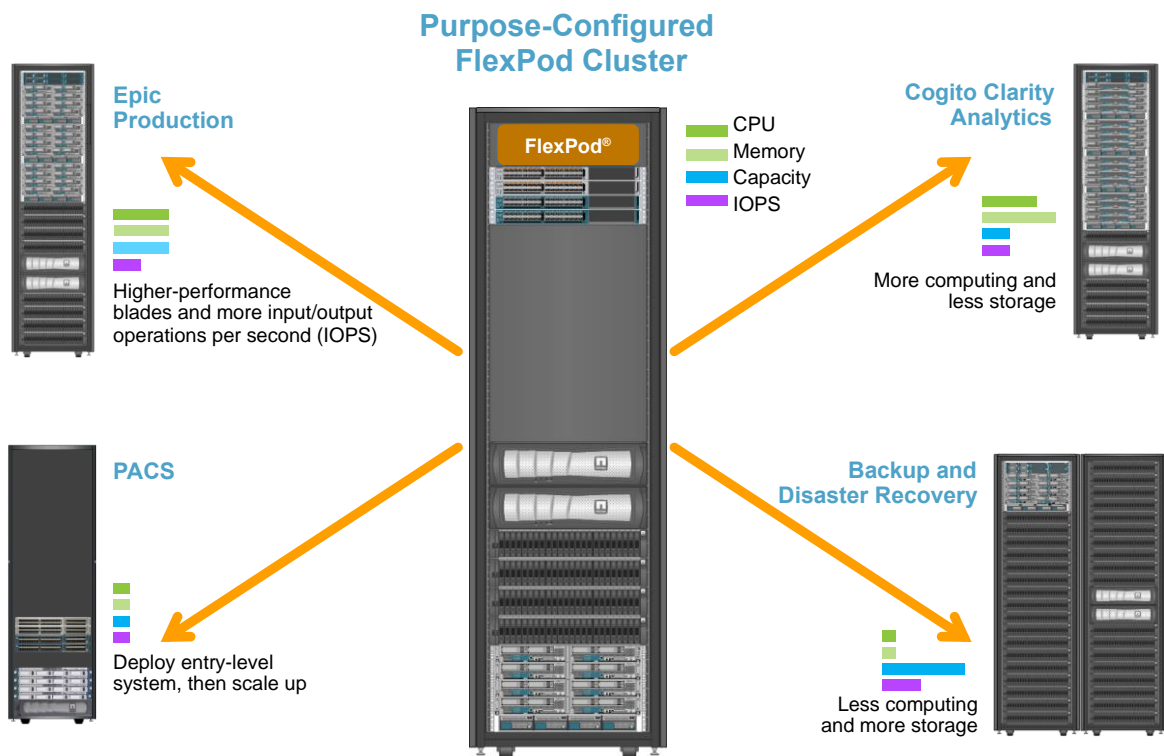 Purpose-Configured
FlexPod Cluster
Epic
Production
Higher-performance
blades and more input/output
operations per second (IOPS)
FlexPod®
CPU
Memory
Capacity
IOPS
Cogito Clarity
Analytics
More computing and
less storage
PACS
Deploy entry-level
system, then scale up
Backup and
Disaster Recovery
Less computing
and more storage